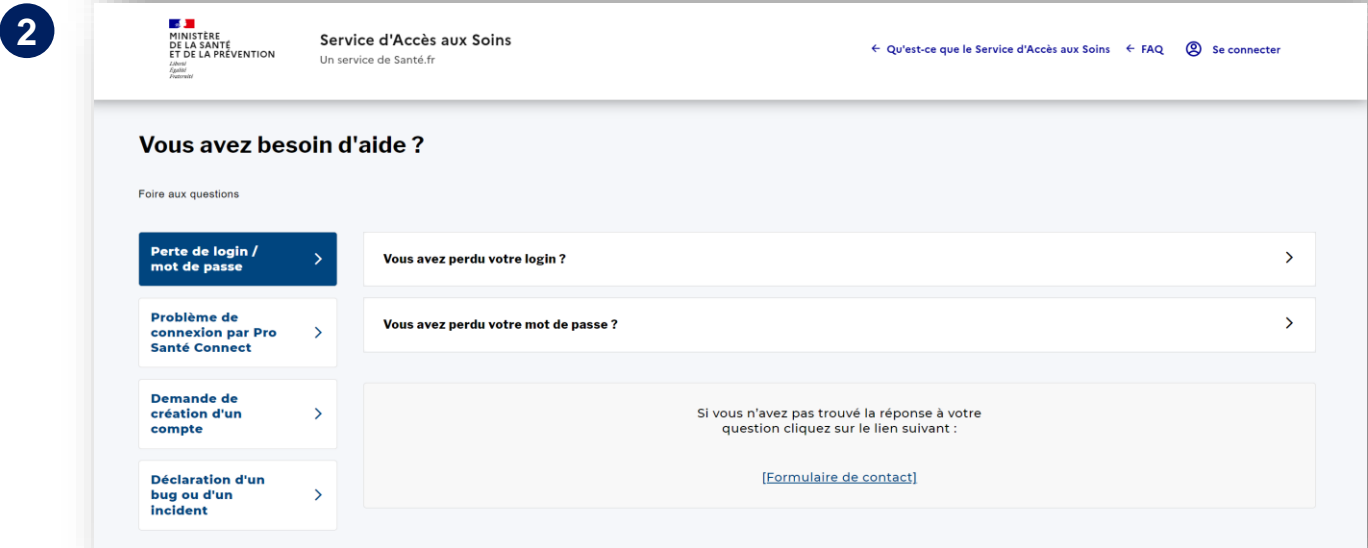 2
MINISTÈRE
DE LA SANTÉ
ET DE LA PRÉVENTION
Liberté
Égalité
Fraternité
Service d'Accès aux Soins
Un service de Santé.fr
← Qu'est-ce que le Service d'Accès aux Soins ← FAQ Se connecter
Vous avez besoin d'aide ?
Foire aux questions
Perte de login /
mot de passe
Vous avez perdu votre login ?
Vous avez perdu votre mot de passe ?
Problème de
connexion par Pro
Santé Connect
Demande de
création d'un
compte
Déclaration d'un
bug ou d'un
incident
Si vous n'avez pas trouvé la réponse à votre
question cliquez sur le lien suivant :
[Formulaire de contact]